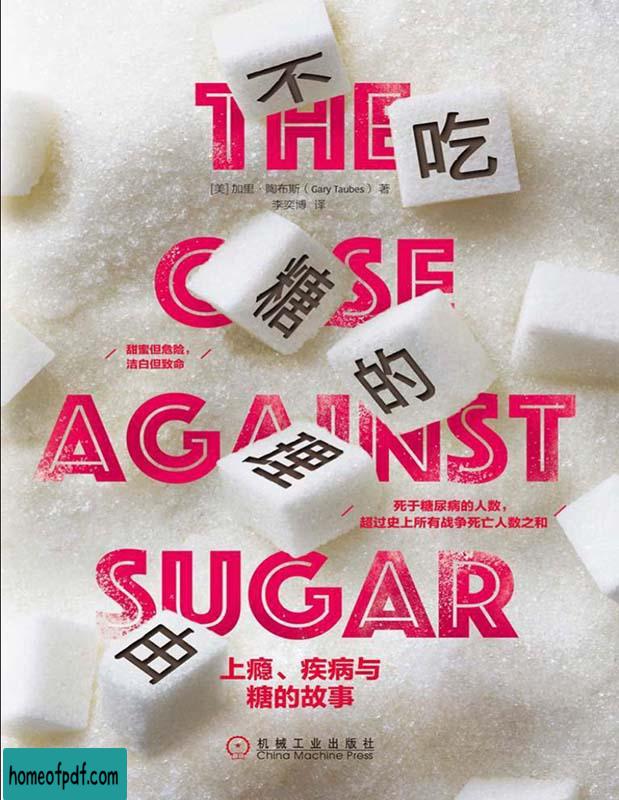 THE
不
吃
[美] 加里·陶布斯（Gary Taubes）著
李奕博 译
CASE
糖
的
甜蜜但危险，
洁白但致命
AGAINST
理
死于糖尿病的人数，
超过史上所有战争死亡人数之和
SUGAR
由
上瘾、疾病与
糖的故事
机械工业出版社
China Machine Press
homeofpdf.com